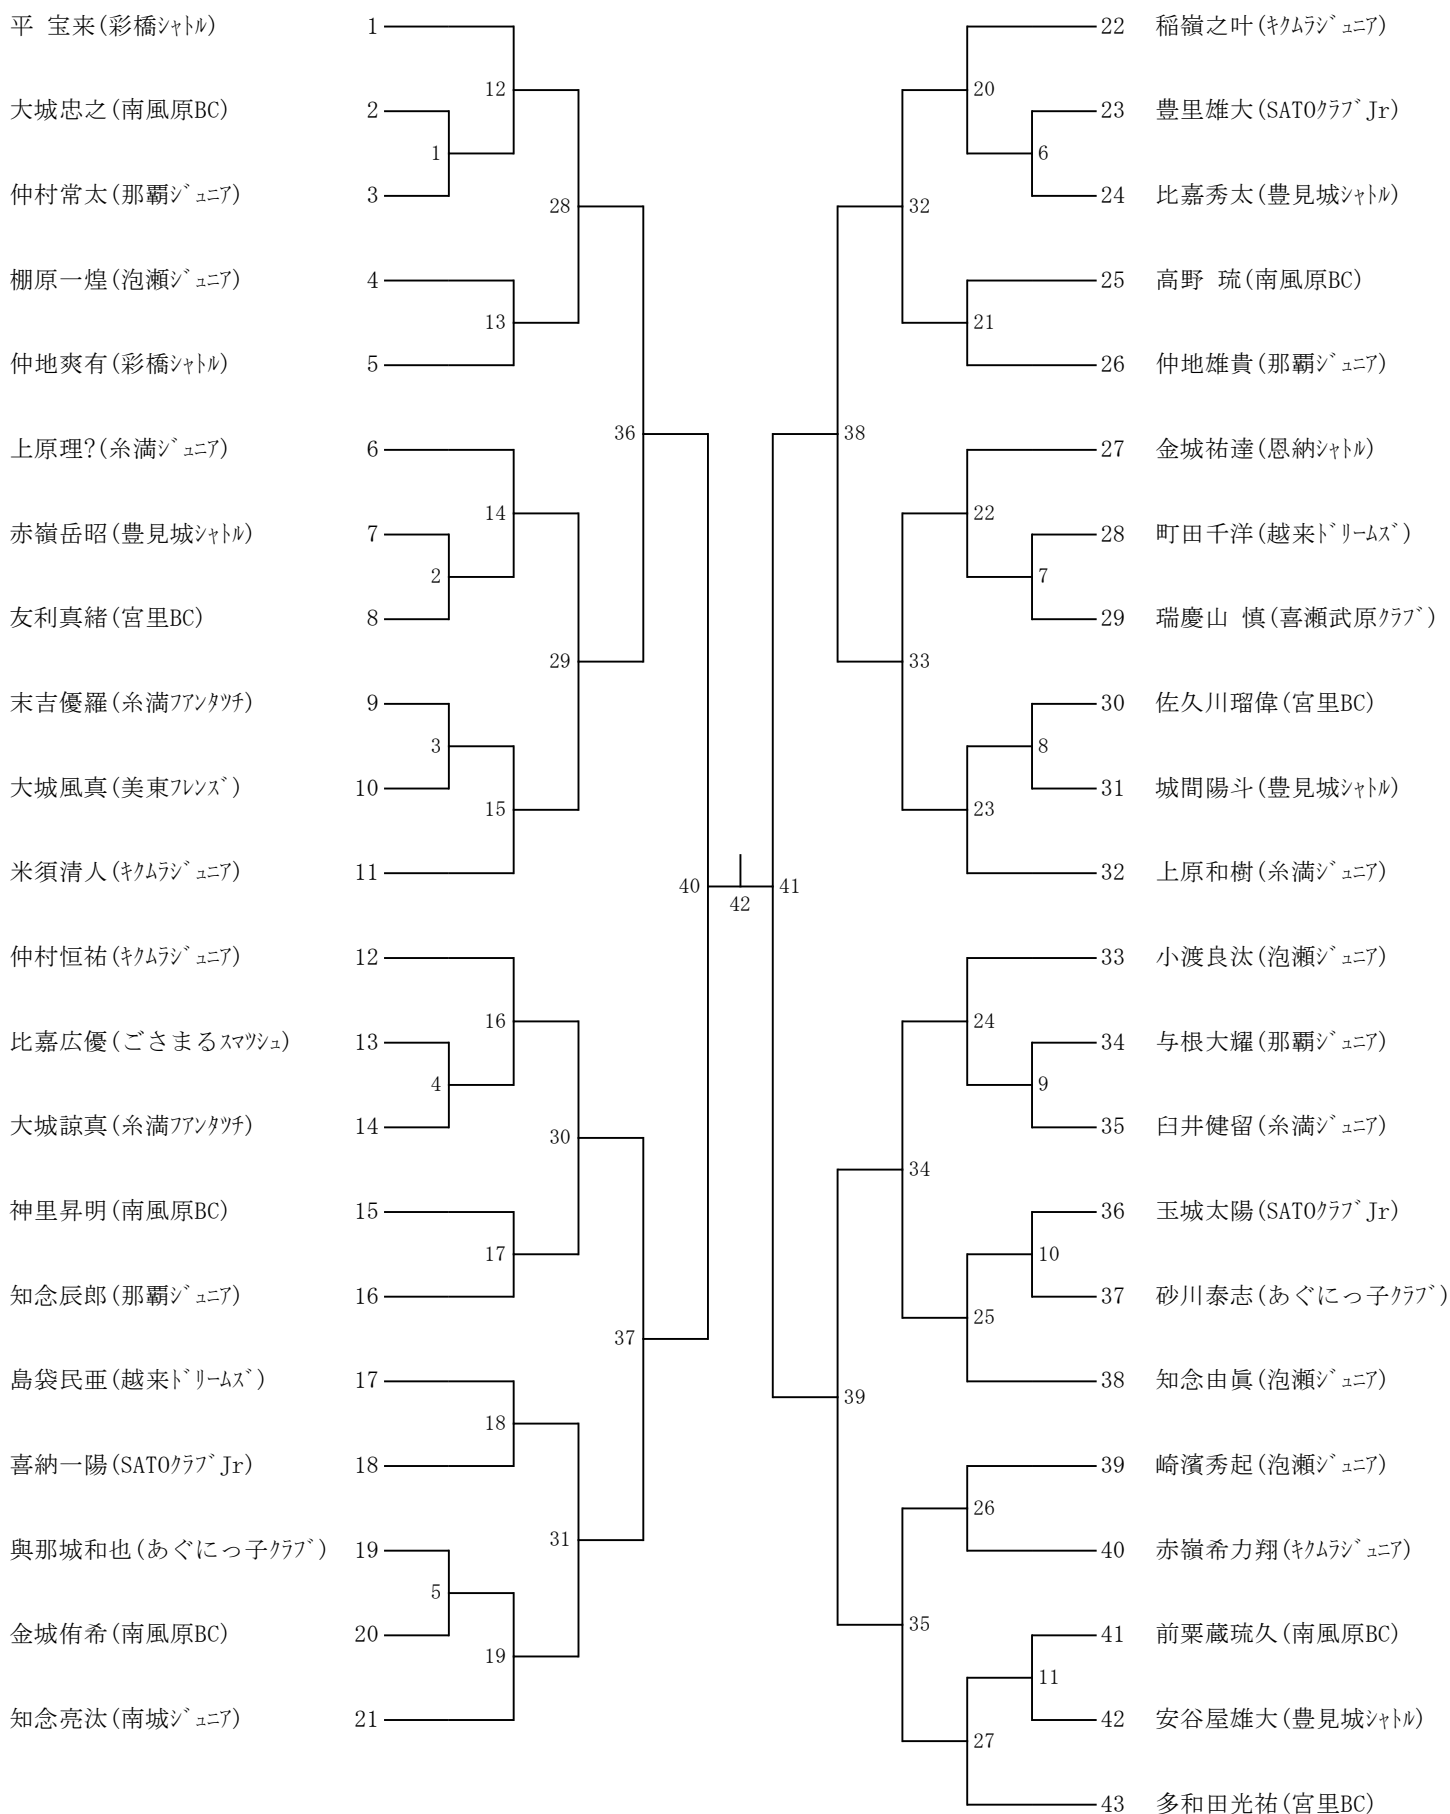 平 宝来(彩橋ｼｬﾄﾙ) 1
大城忠之(南風原BC) 2
仲村常太(那覇ｼﾞｭﾆｱ) 3
棚原一煌(泡瀬ｼﾞｭﾆｱ) 4
仲地爽有(彩橋ｼｬﾄﾙ) 5
上原理?(糸満ｼﾞｭﾆｱ) 6
赤嶺岳昭(豊見城ｼｬﾄﾙ) 7
友利真緒(宮里BC) 8
末吉優羅(糸満ﾌｱﾝﾀﾂﾁ) 9
大城風真(美東ﾌﾚﾝｽﾞ) 10
米須清人(ｷｸﾑﾗｼﾞｭﾆｱ) 11
仲村恒祐(ｷｸﾑﾗｼﾞｭﾆｱ) 12
比嘉広優(ごさまるｽﾏﾂｼｭ) 13
大城諒真(糸満ﾌｱﾝﾀﾂﾁ) 14
神里昇明(南風原BC) 15
知念辰郎(那覇ｼﾞｭﾆｱ) 16
島袋民亜(越来ﾄﾞﾘｰﾑｽﾞ) 17
喜納一陽(SATOｸﾗﾌﾞJr) 18
與那城和也(あぐにっ子ｸﾗﾌﾞ) 19
金城侑希(南風原BC) 20
知念亮汰(南城ｼﾞｭﾆｱ) 21
12
1
28
13
36
14
2
29
3
15
40
16
4
30
17
37
18
31
5
19
42
41
20
6
32
21
38
22
7
33
8
23
24
9
34
10
25
39
26
35
11
27
22 稲嶺之叶(ｷｸﾑﾗｼﾞｭﾆｱ)
23 豊里雄大(SATOｸﾗﾌﾞJr)
24 比嘉秀太(豊見城ｼｬﾄﾙ)
25 高野 琉(南風原BC)
26 仲地雄貴(那覇ｼﾞｭﾆｱ)
27 金城祐達(恩納ｼｬﾄﾙ)
28 町田千洋(越来ﾄﾞﾘｰﾑｽﾞ)
29 瑞慶山 慎(喜瀬武原ｸﾗﾌﾞ)
30 佐久川瑠偉(宮里BC)
31 城間陽斗(豊見城ｼｬﾄﾙ)
32 上原和樹(糸満ｼﾞｭﾆｱ)
33 小渡良汰(泡瀬ｼﾞｭﾆｱ)
34 与根大耀(那覇ｼﾞｭﾆｱ)
35 臼井健留(糸満ｼﾞｭﾆｱ)
36 玉城太陽(SATOｸﾗﾌﾞJr)
37 砂川泰志(あぐにっ子ｸﾗﾌﾞ)
38 知念由眞(泡瀬ｼﾞｭﾆｱ)
39 崎濱秀起(泡瀬ｼﾞｭﾆｱ)
40 赤嶺希力翔(ｷｸﾑﾗｼﾞｭﾆｱ)
41 前粟蔵琉久(南風原BC)
42 安谷屋雄大(豊見城ｼｬﾄﾙ)
43 多和田光祐(宮里BC)